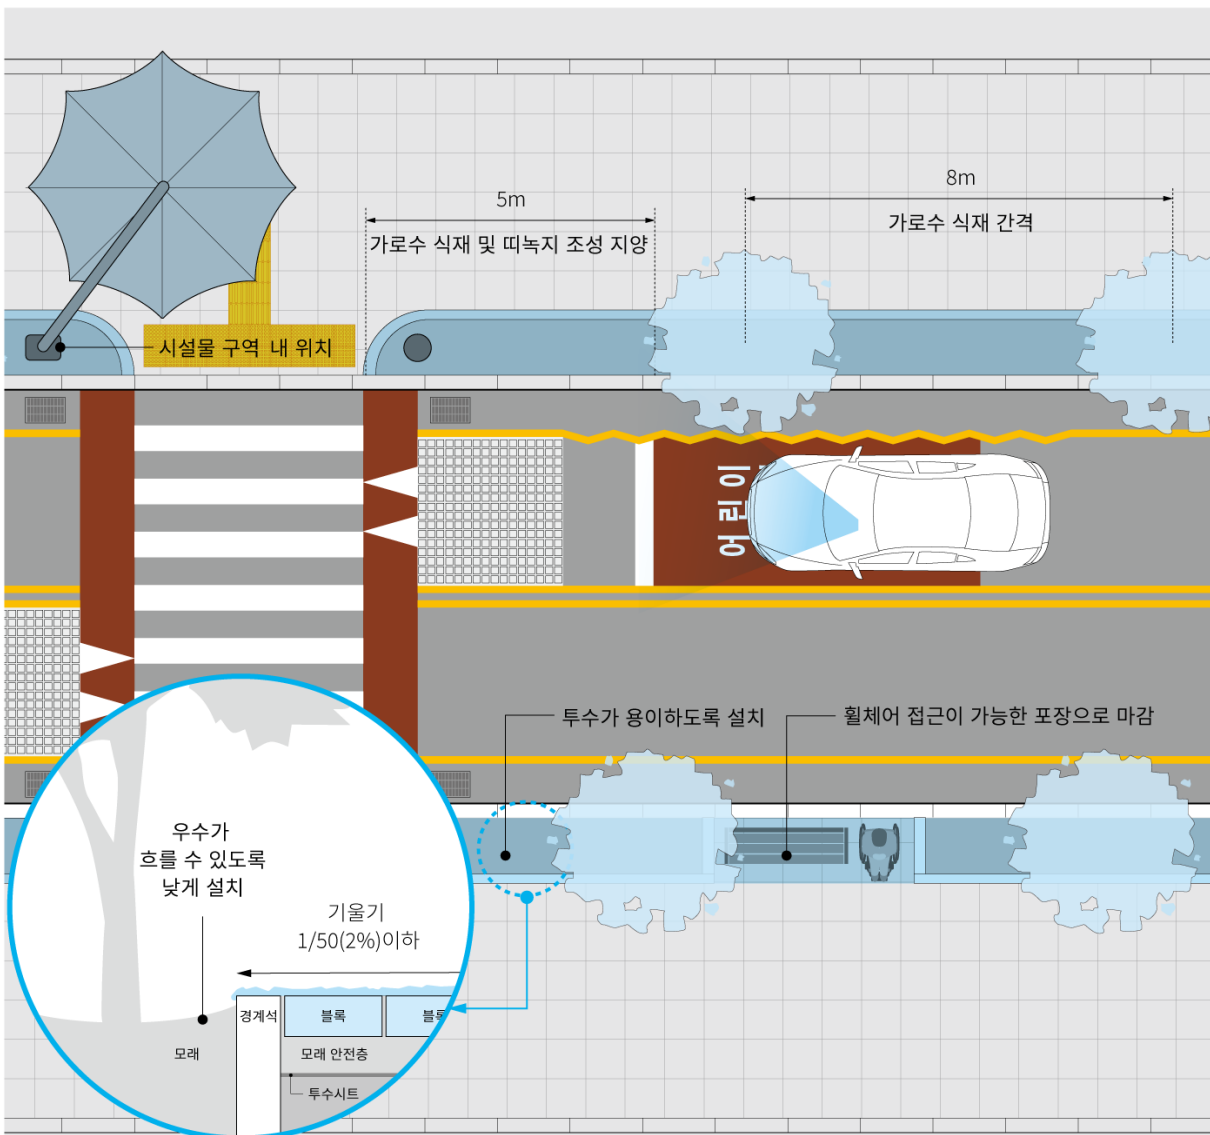 5m
가로수 식재 및 띠녹지 조성 지양
8m
가로수 식재 간격
시설물 구역 내 위치
어린이
투수가 용이하도록 설치
휠체어 접근이 가능한 포장으로 마감
우수가
흐를 수 있도록
낮게 설치
기울기
1/50(2%)이하
경계석
블록
블록
모래
모래 안전층
투수시트